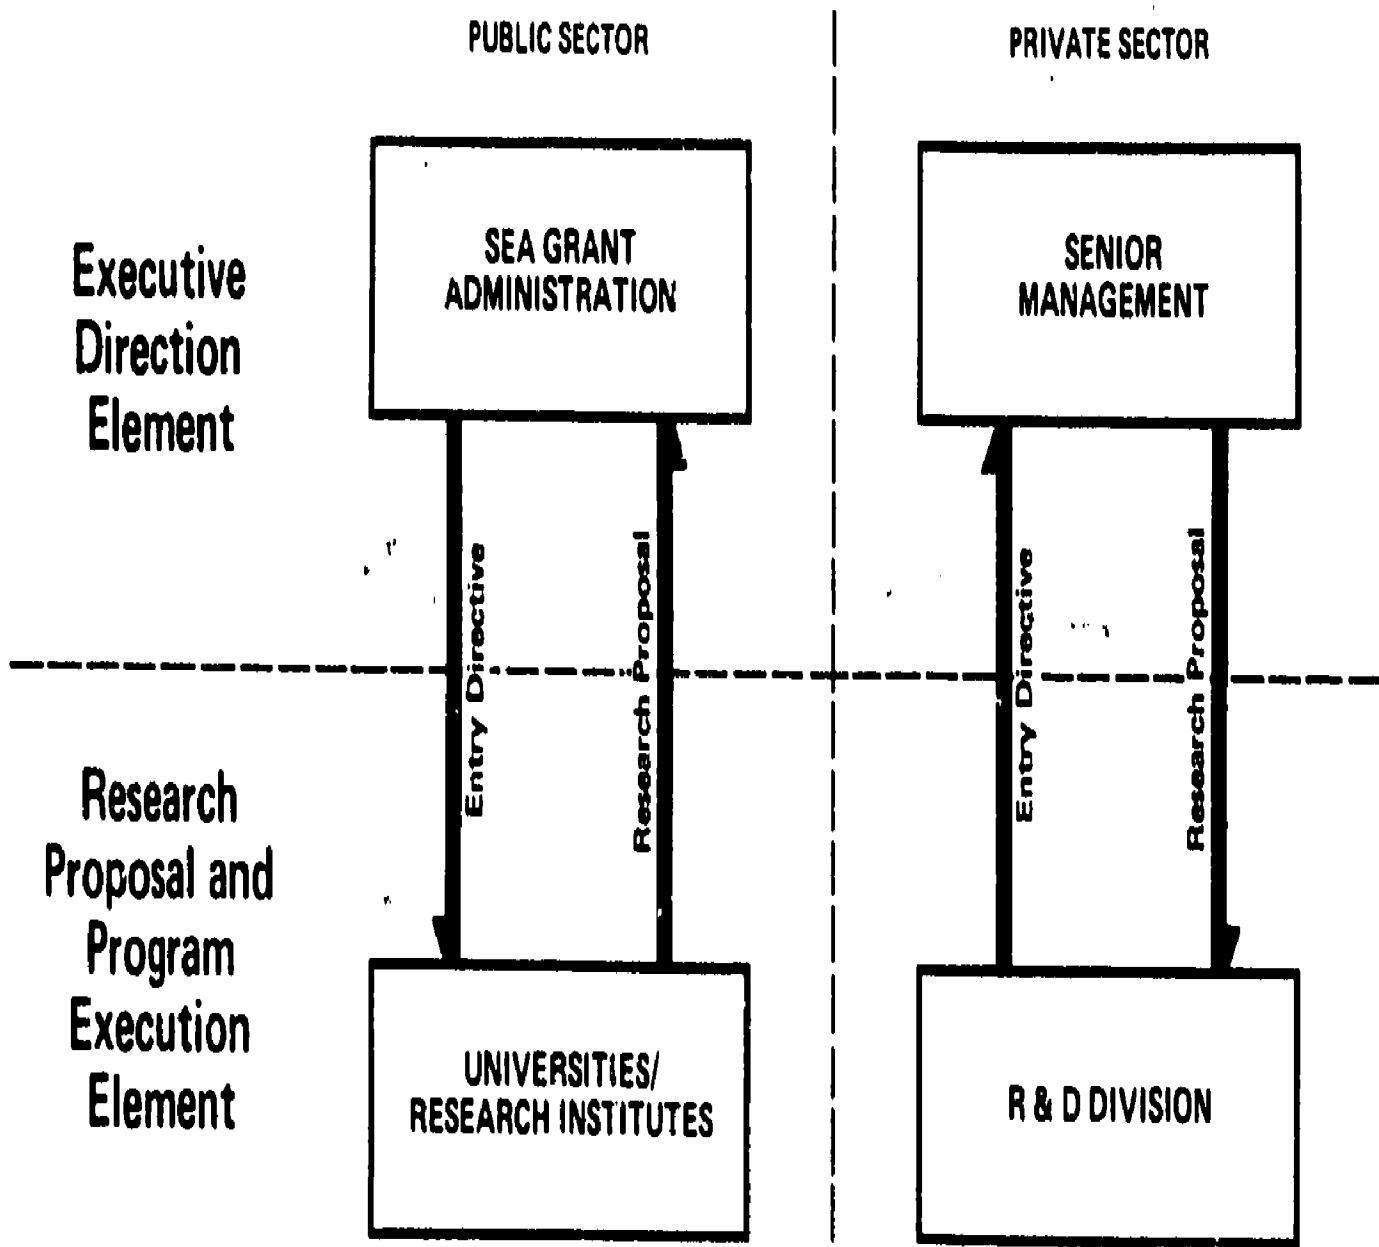 PUBLIC SECTOR
PRIVATE SECTOR
Executive
Direction
Element
SEA GRANT
ADMINISTRATION
SENIOR
MANAGEMENT
Entry Directive
Research Proposal
Entry Directive
Research Proposal
Research
Proposal and
Program
Execution
Element
UNIVERSITIES/
RESEARCH INSTITUTES
R & D DIVISION